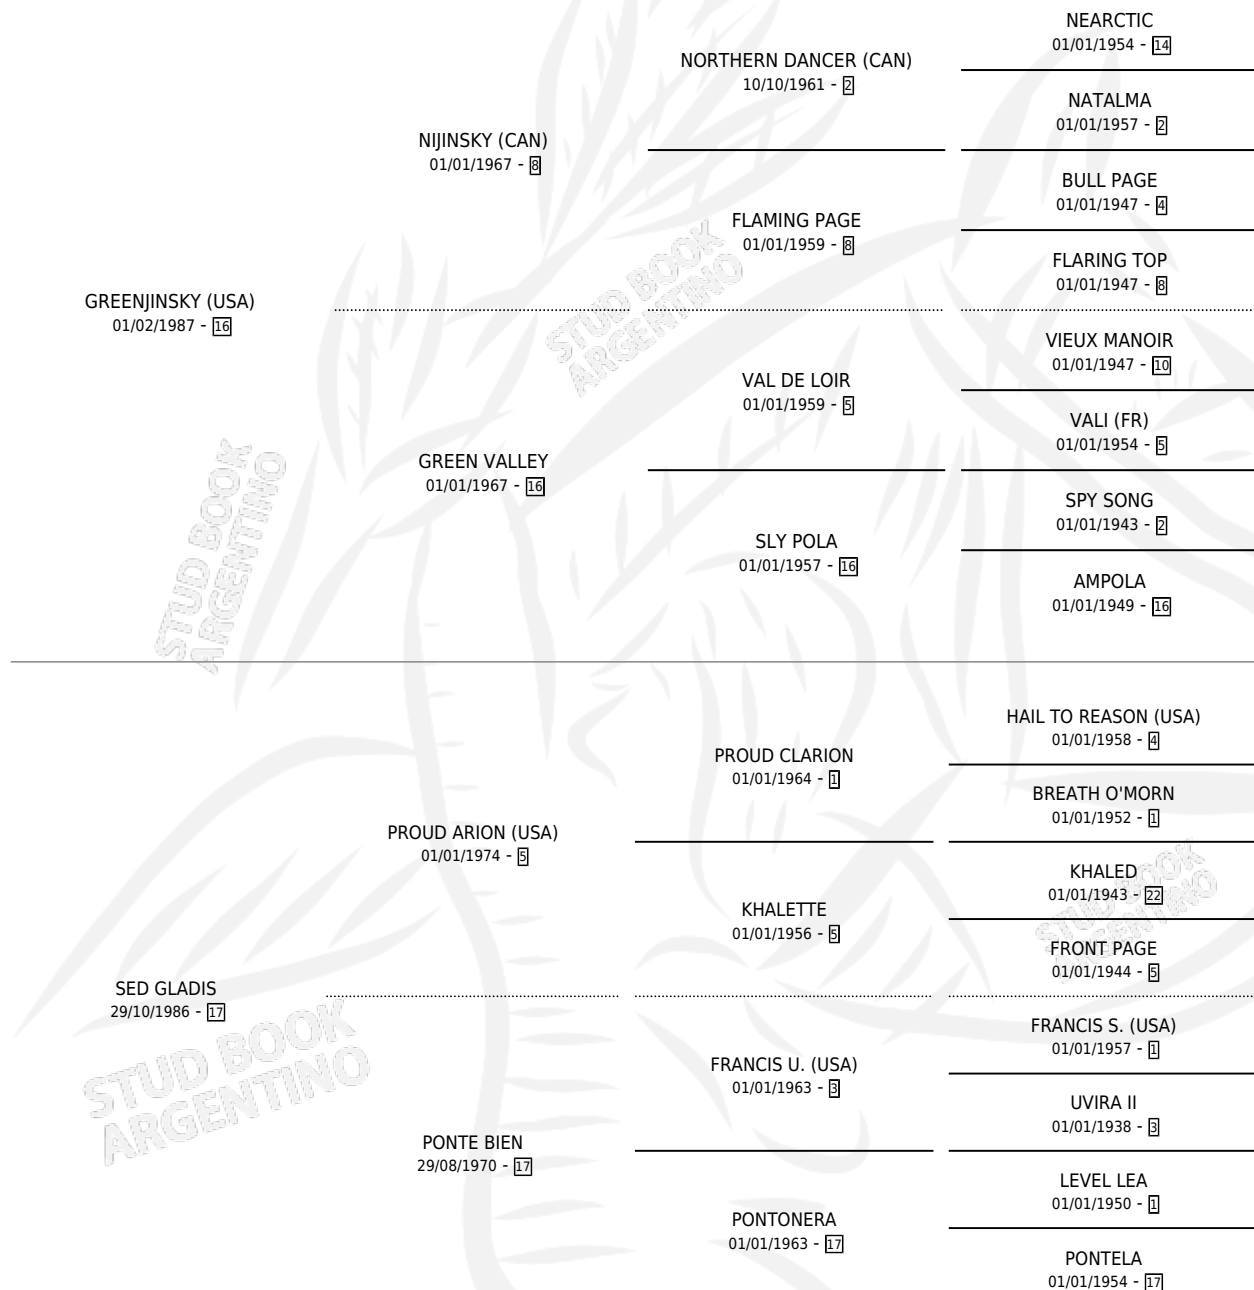 NEARCTIC
01/01/1954 - 14
NORTHERN DANCER (CAN)
10/10/1961 - 2
NATALMA
01/01/1957 - 2
NIJINSKY (CAN)
01/01/1967 - 8
BULL PAGE
01/01/1947 - 4
FLAMING PAGE
01/01/1959 - 8
FLARING TOP
01/01/1947 - 8
GREENJINSKY (USA)
01/02/1987 - 16
VIEUX MANOIR
01/01/1947 - 10
VAL DE LOIR
01/01/1959 - 5
VALI (FR)
01/01/1954 - 5
GREEN VALLEY
01/01/1967 - 16
SPY SONG
01/01/1943 - 2
SLY POLA
01/01/1957 - 16
AMPOLA
01/01/1949 - 16
HAIL TO REASON (USA)
01/01/1958 - 4
PROUD CLARION
01/01/1964 - 1
BREATH O'MORN
01/01/1952 - 1
PROUD ARION (USA)
01/01/1974 - 5
KHALED
01/01/1943 - 22
KHALETTE
01/01/1956 - 5
FRONT PAGE
01/01/1944 - 5
SED GLADIS
29/10/1986 - 17
FRANCIS S. (USA)
01/01/1957 - 1
FRANCIS U. (USA)
01/01/1963 - 3
UVIRA II
01/01/1938 - 3
PONTE BIEN
29/08/1970 - 17
LEVEL LEA
01/01/1950 - 1
PONTONERA
01/01/1963 - 17
PONTELA
01/01/1954 - 17
STUD BOOK
ARGENTINO
STUD BOOK
ARGENTINO
STUD BOOK
ARGENTINO
STUD BOOK
ARGENTINO